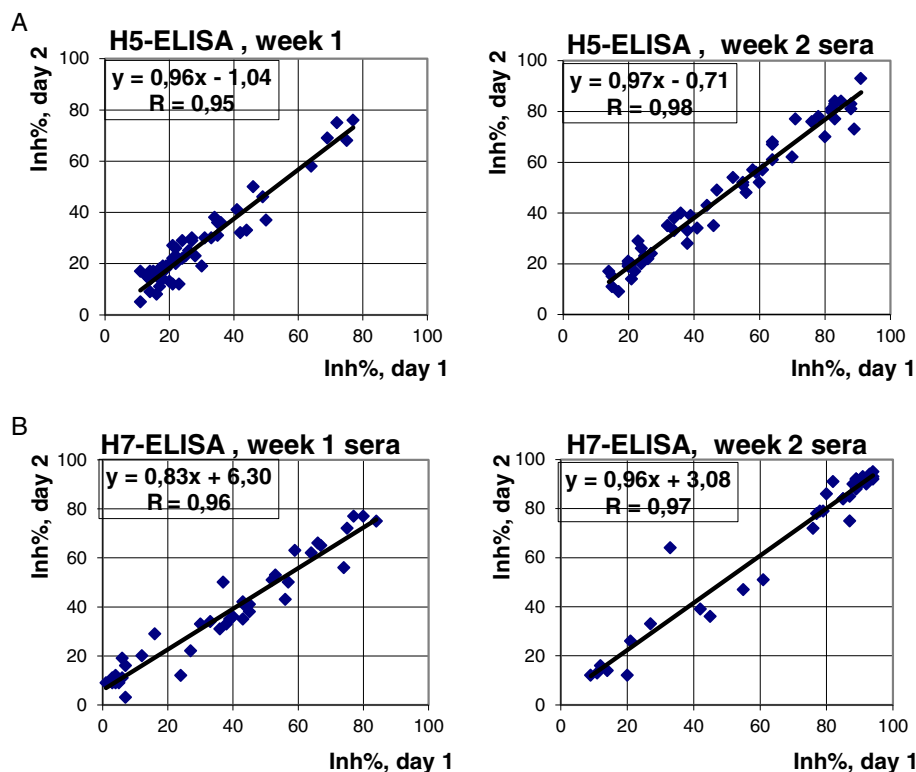 A
H5-ELISA , week 1
y = 0,96x - 1,04
R = 0,95
Inh%, day 2
100
80
60
40
20
0
0 20 40 60 80 100
Inh%, day 1
H5-ELISA , week 2 sera
y = 0,97x - 0,71
R = 0,98
Inh%, day 2
100
80
60
40
20
0
0 20 40 60 80 100
Inh%, day 1
B
H7-ELISA , week 1 sera
y = 0,83x + 6,30
R = 0,96
Inh%, day 2
100
80
60
40
20
0
0 20 40 60 80 100
Inh%, day 1
H7-ELISA, week 2 sera
y = 0,96x + 3,08
R = 0,97
Inh%, day 2
100
80
60
40
20
0
0 20 40 60 80 100
Inh%, day 1